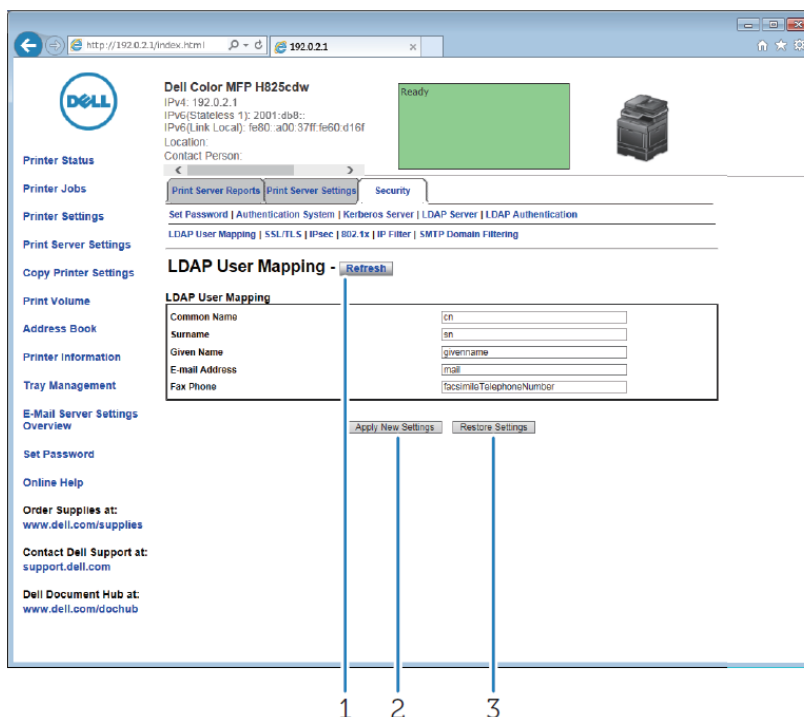 http://192.0.2.1/index.html
192.0.2.1
DELL
Dell Color MFP H825cdw
IPv4: 192.0.2.1
IPv6(Stateless 1): 2001:db8::
IPv6(Link Local): fe80::a00:37ff:fe60:d16f
Location:
Contact Person:
Ready
Printer Status
Printer Jobs
Printer Settings
Print Server Settings
Copy Printer Settings
Print Volume
Address Book
Printer Information
Tray Management
E-Mail Server Settings
Overview
Set Password
Online Help
Order Supplies at:
www.dell.com/supplies
Contact Dell Support at:
support.dell.com
Dell Document Hub at:
www.dell.com/dochub
Print Server Reports Print Server Settings Security
Set Password | Authentication System | Kerberos Server | LDAP Server | LDAP Authentication
LDAP User Mapping | SSL/TLS | IPsec | 802.1x | IP Filter | SMTP Domain Filtering
LDAP User Mapping - Refresh
LDAP User Mapping
Common Name cn
Surname sn
Given Name givenname
E-mail Address mail
Fax Phone facsimileTelephoneNumber
Apply New Settings Restore Settings
1 2 3